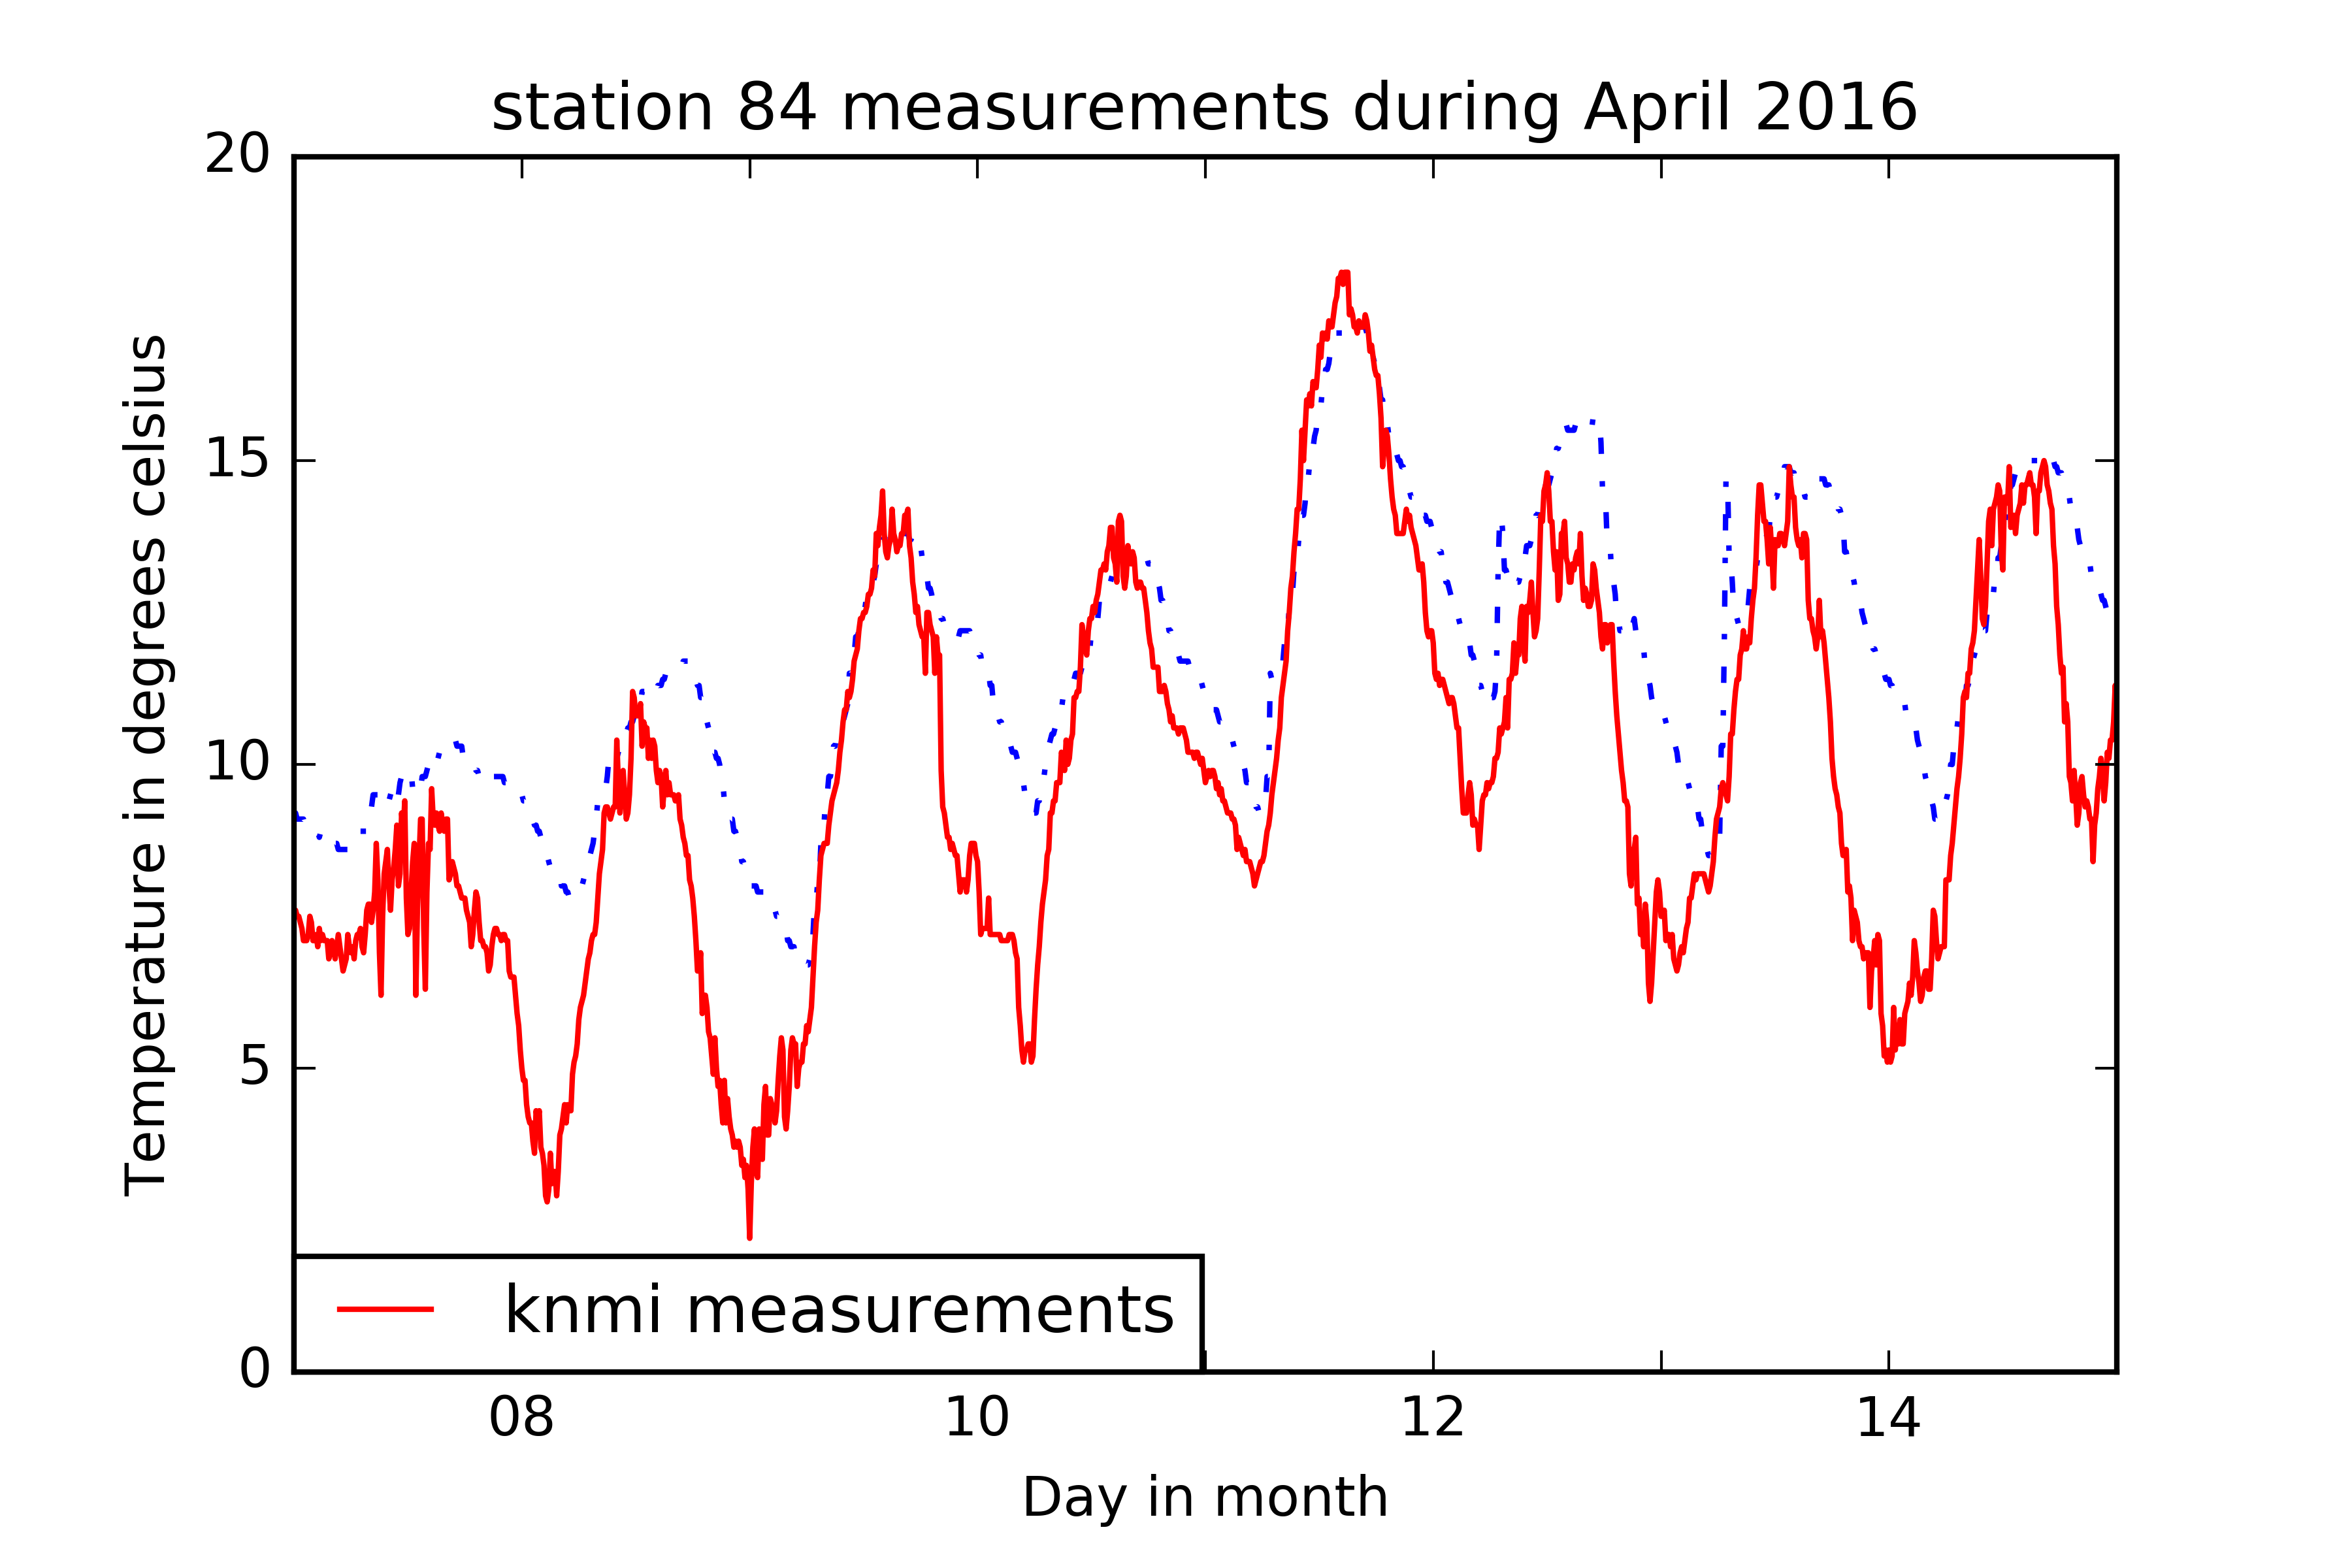 station 84 measurements during April 2016
Temperature in degrees celsius
20
15
10
5
0
knmi measurements
08 10 12 14
Day in month